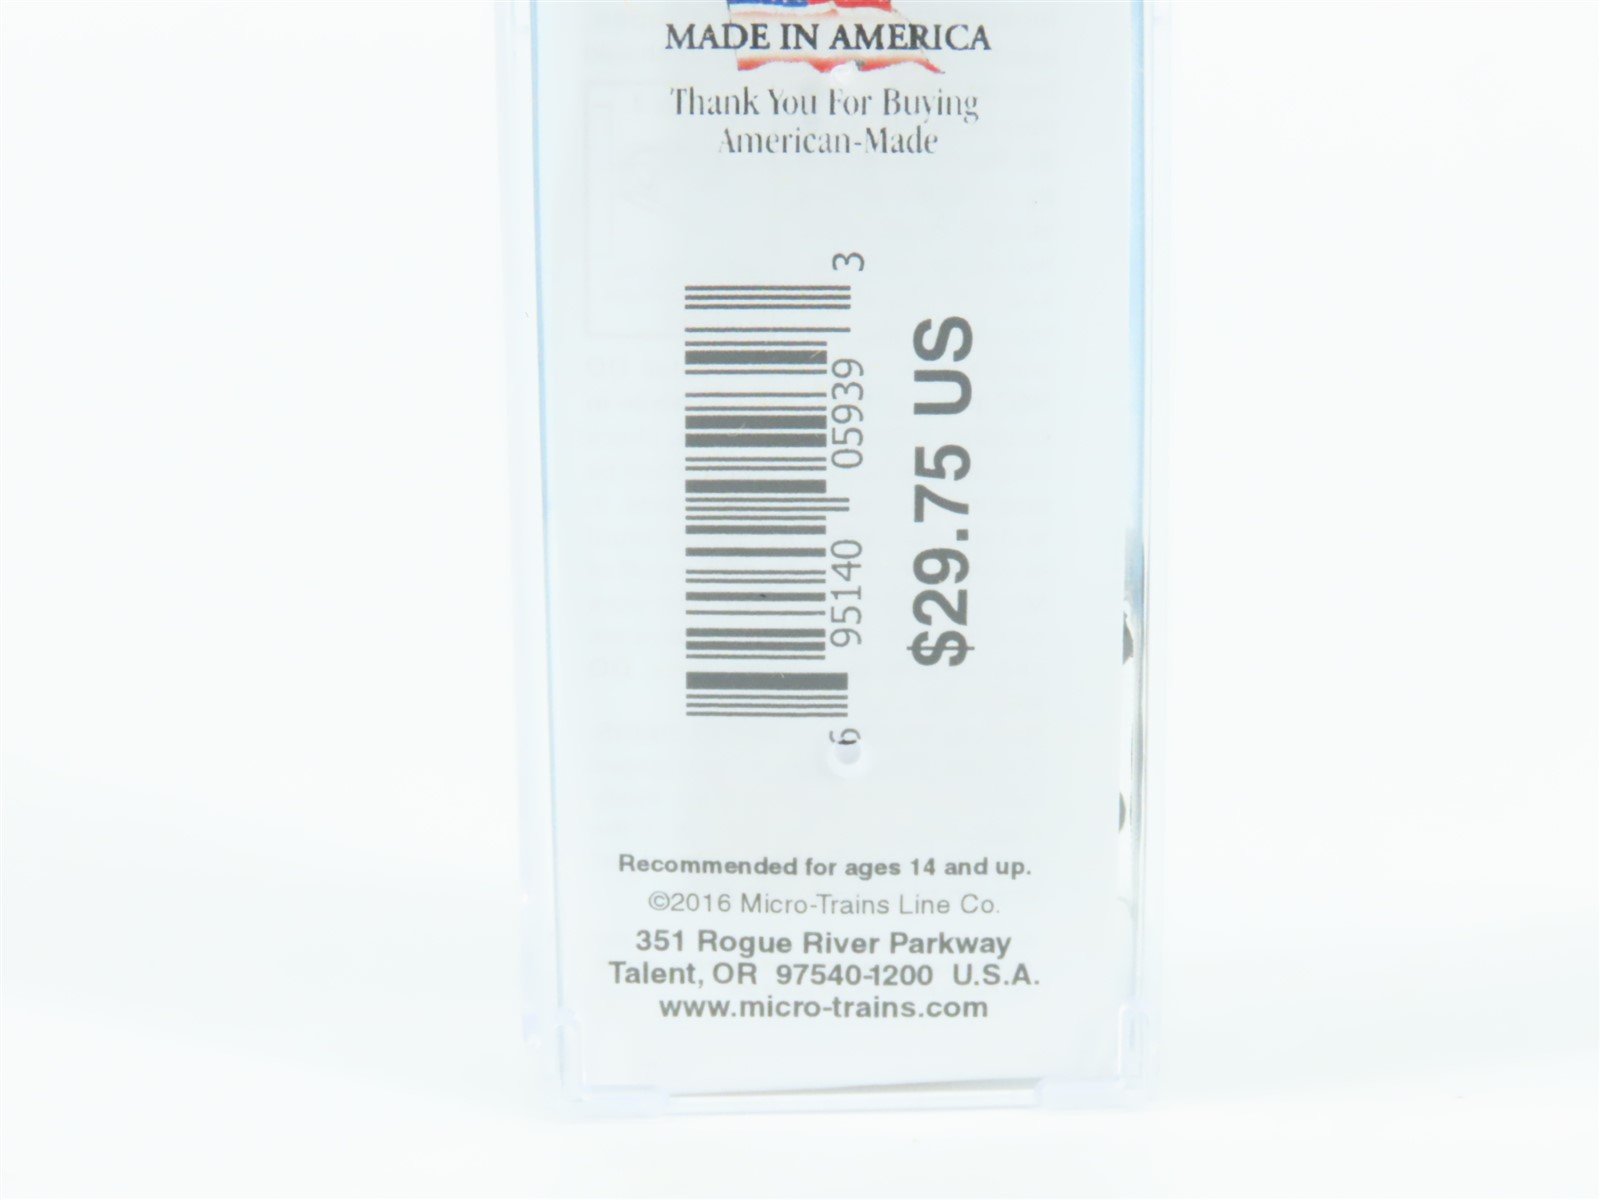 MADE IN AMERICA
Thank You For Buying
American-Made
6 95140 05939 3
$29.75 US
Recommended for ages 14 and up.
©2016 Micro-Trains Line Co.
351 Rogue River Parkway
Talent, OR 97540-1200 U.S.A.
www.micro-trains.com